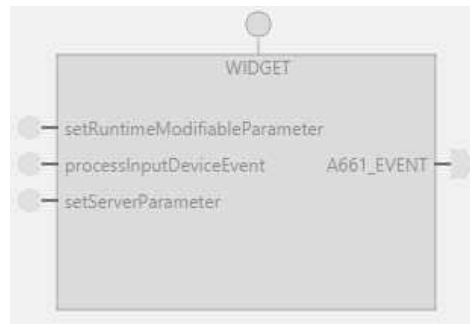 WIDGET
setRuntimeModifiableParameter
processInputDeviceEvent A661_EVENT
setServerParameter